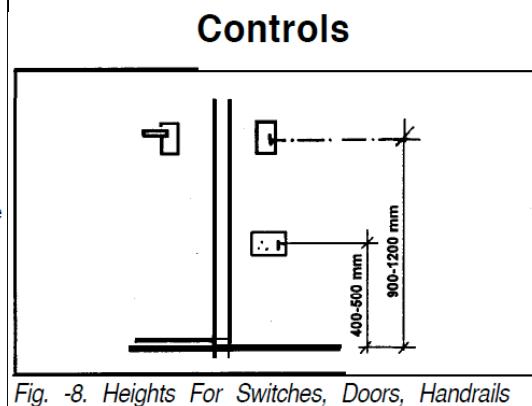 Controls
400-500 mm
900-1200 mm
Fig. -8. Heights For Switches, Doors, Handrails